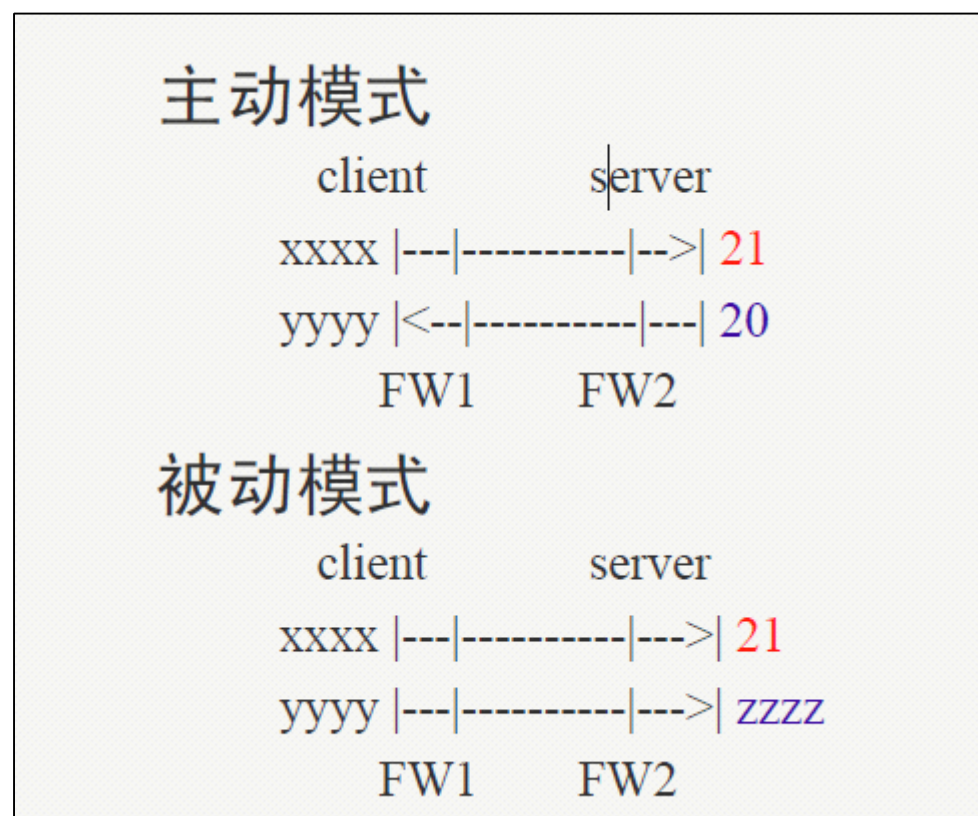 主动模式
client server
xxxx |---|----------|-->| 21
yyyy |<--|----------|---| 20
FW1 FW2
被动模式
client server
xxxx |---|----------|--->| 21
yyyy |---|----------|--->| zzzz
FW1 FW2